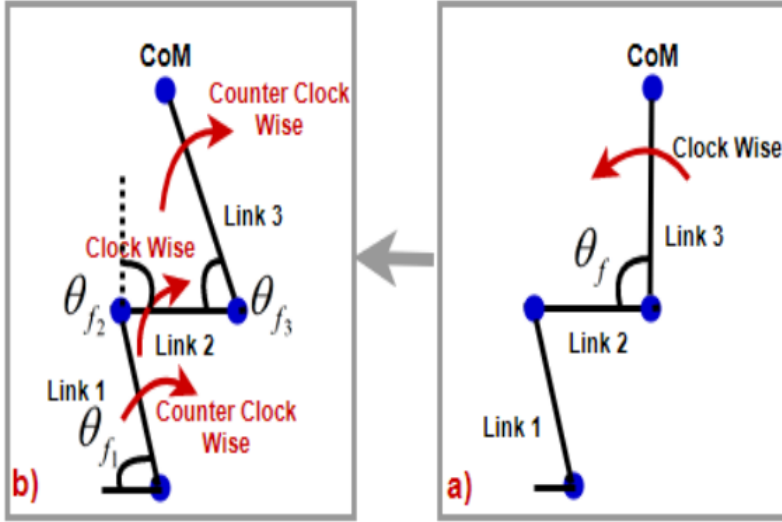 CoM
Counter Clock
Wise
Link 3
Clock Wise
θf2
θf3
Link 2
Link 1
Counter Clock
Wise
θf1
b)
CoM
Clock Wise
θf
Link 3
Link 2
Link 1
a)